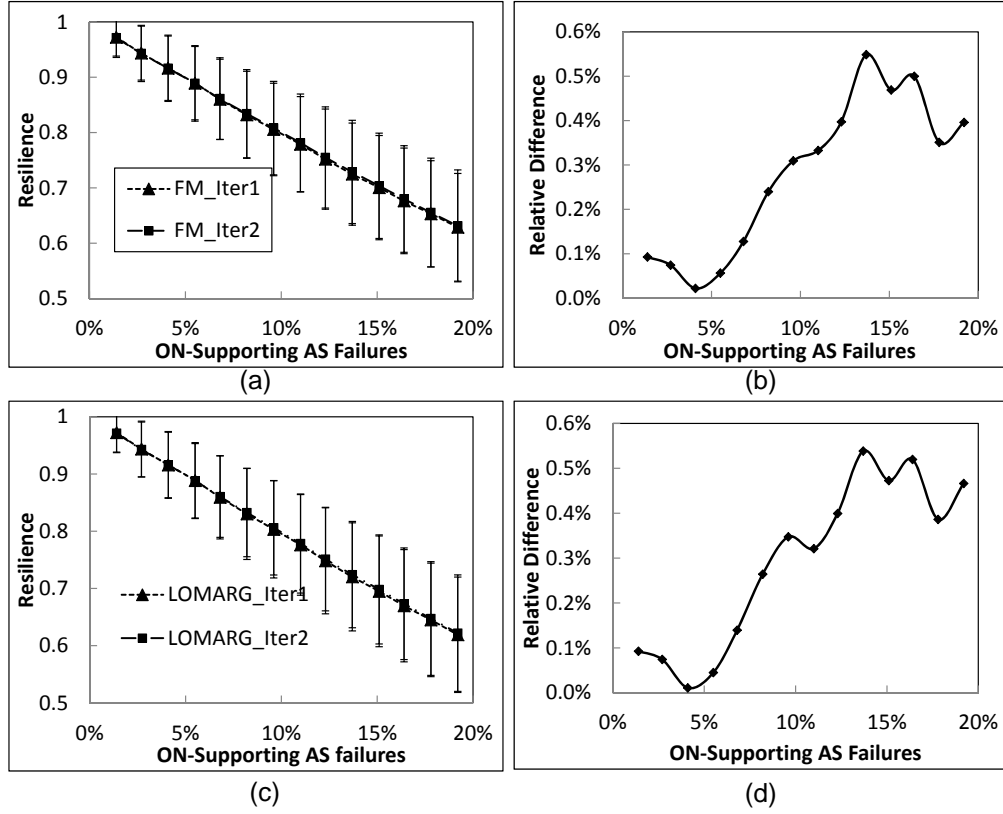 1
0.9
0.8
0.7
0.6
0.5
Resilience
FM_Iter1
FM_Iter2
0% 5% 10% 15% 20%
ON-Supporting AS Failures
(a)
0.6%
0.5%
0.4%
0.3%
0.2%
0.1%
0.0%
Relative Difference
0% 5% 10% 15% 20%
ON-Supporting AS Failures
(b)
1
0.9
0.8
0.7
0.6
0.5
Resilience
LOMARG_Iter1
LOMARG_Iter2
0% 5% 10% 15% 20%
ON-Supporting AS failures
(c)
0.6%
0.5%
0.4%
0.3%
0.2%
0.1%
0.0%
Relative Difference
0% 5% 10% 15% 20%
ON-Supporting AS Failures
(d)